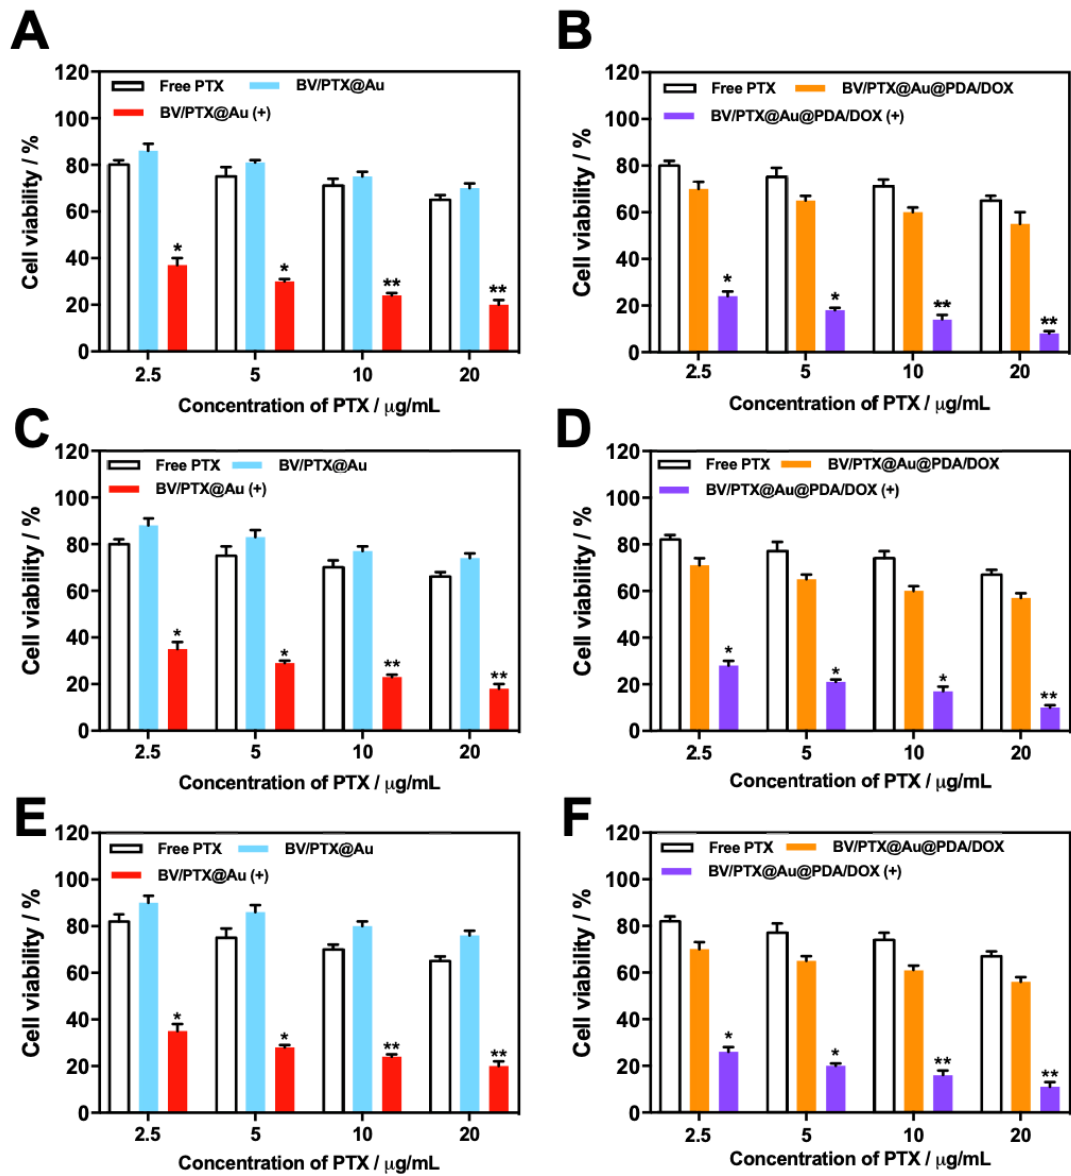 A
Cell viability / %
120
100
80
60
40
20
0
Free PTX BV/PTX@Au
BV/PTX@Au (+)
* * ** **
2.5 5 10 20
Concentration of PTX / μg/mL
B
Cell viability / %
120
100
80
60
40
20
0
Free PTX BV/PTX@Au@PDA/DOX
BV/PTX@Au@PDA/DOX (+)
* * ** **
2.5 5 10 20
Concentration of PTX / μg/mL
C
Cell viability / %
120
100
80
60
40
20
0
Free PTX BV/PTX@Au
BV/PTX@Au (+)
* * ** **
2.5 5 10 20
Concentration of PTX / μg/mL
D
Cell viability / %
120
100
80
60
40
20
0
Free PTX BV/PTX@Au@PDA/DOX
BV/PTX@Au@PDA/DOX (+)
* * * **
2.5 5 10 20
Concentration of PTX / μg/mL
E
Cell viability / %
120
100
80
60
40
20
0
Free PTX BV/PTX@Au
BV/PTX@Au (+)
* * ** **
2.5 5 10 20
Concentration of PTX / μg/mL
F
Cell viability / %
120
100
80
60
40
20
0
Free PTX BV/PTX@Au@PDA/DOX
BV/PTX@Au@PDA/DOX (+)
* * ** **
2.5 5 10 20
Concentration of PTX / μg/mL